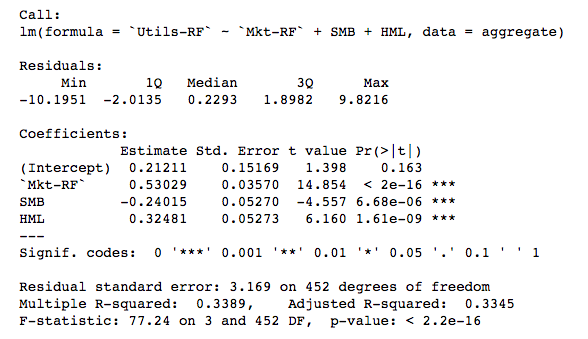 Call:
lm(formula = `Utils-RF` ~ `Mkt-RF` + SMB + HML, data = aggregate)
Residuals:
     Min       1Q   Median       3Q      Max
-10.1951  -2.0135   0.2293   1.8982   9.8216
Coefficients:
            Estimate Std. Error t value Pr(>|t|)
(Intercept)  0.21211    0.15169   1.398    0.163
`Mkt-RF`     0.53029    0.03570  14.854  < 2e-16 ***
SMB         -0.24015    0.05270  -4.557 6.68e-06 ***
HML          0.32481    0.05273   6.160 1.61e-09 ***
---
Signif. codes:  0 '***' 0.001 '**' 0.01 '*' 0.05 '.' 0.1 ' ' 1
Residual standard error: 3.169 on 452 degrees of freedom
Multiple R-squared:  0.3389,    Adjusted R-squared:  0.3345
F-statistic: 77.24 on 3 and 452 DF,  p-value: < 2.2e-16